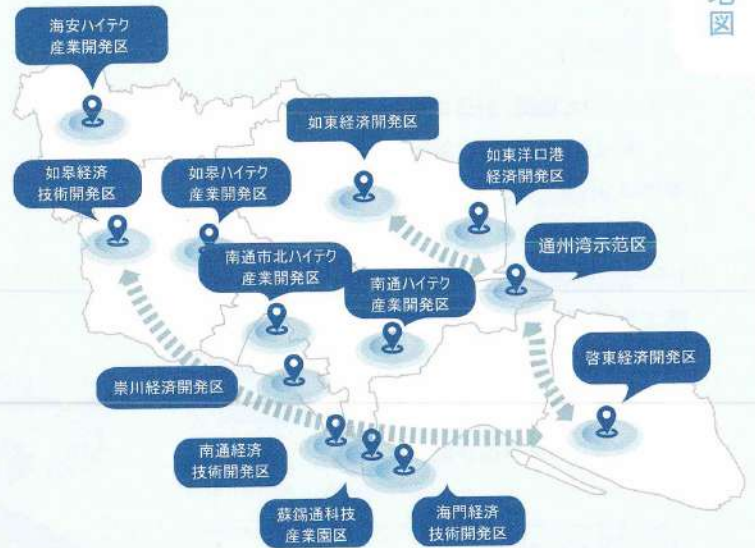 図
海安ハイテク
産業開発区
如東経済開発区
如東洋口港
経済開発区
如皋経済
技術開発区
如皋ハイテク
産業開発区
通州湾示范区
南通市北ハイテク
産業開発区
南通ハイテク
産業開発区
啓東経済開発区
崇川経済開発区
南通経済
技術開発区
蘇錫通科技
産業園区
海門経済
技術開発区